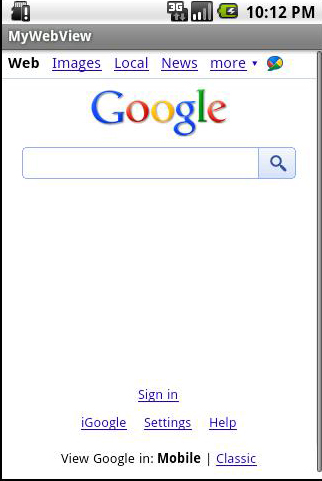 3G 10:12 PM
MyWebView
Web Images Local News more
Google
Sign in
iGoogle Settings Help
View Google in: Mobile | Classic